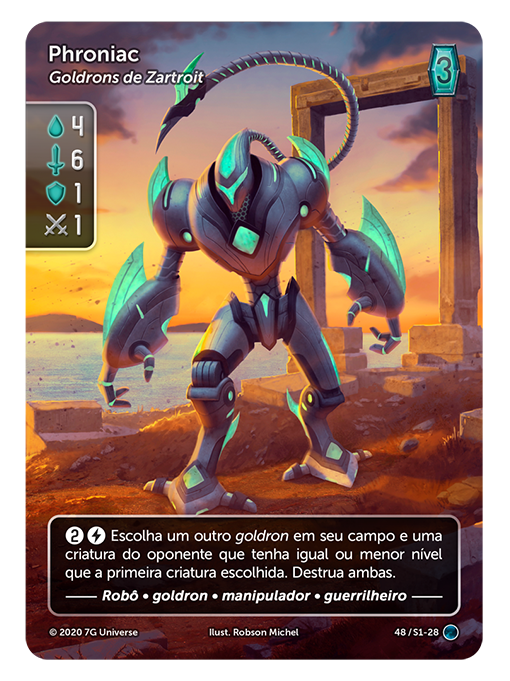 Phroniac
Goldrons de Zartroit
3
4
6
1
1
2 Escolha um outro goldron em seu campo e uma
criatura do oponente que tenha igual ou menor nível
que a primeira criatura escolhida. Destrua ambas.
Robô • goldron • manipulador • guerrilheiro
© 2020 7G Universe
Ilust. Robson Michel
48 / S1-28